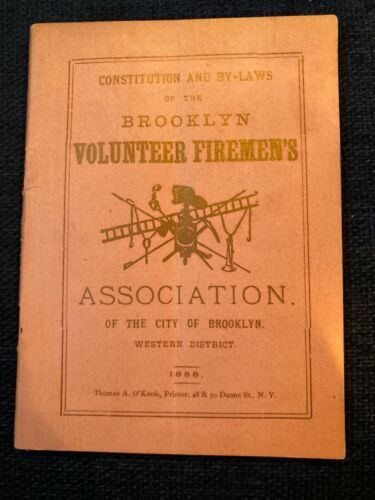 CONSTITUTION AND BY-LAWS
OF THE
BROOKLYN
VOLUNTEER FIREMEN'S
ASSOCIATION.
OF THE CITY OF BROOKLYN.
WESTERN DISTRICT.
1888.
Thomas A. O'Keefe, Printer, 48 & 50 Duane St., N. Y.